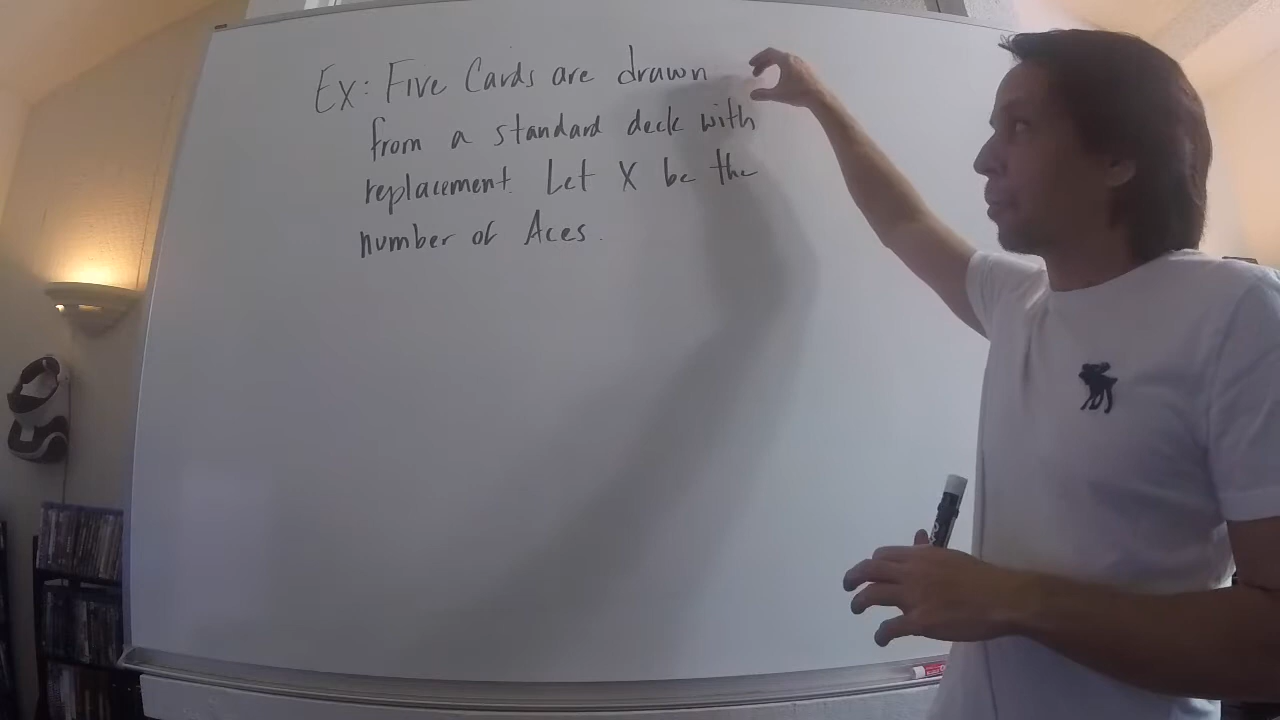 Ex: Five Cards are drawn
from a standard deck with
replacement. Let X be the
number of Aces.